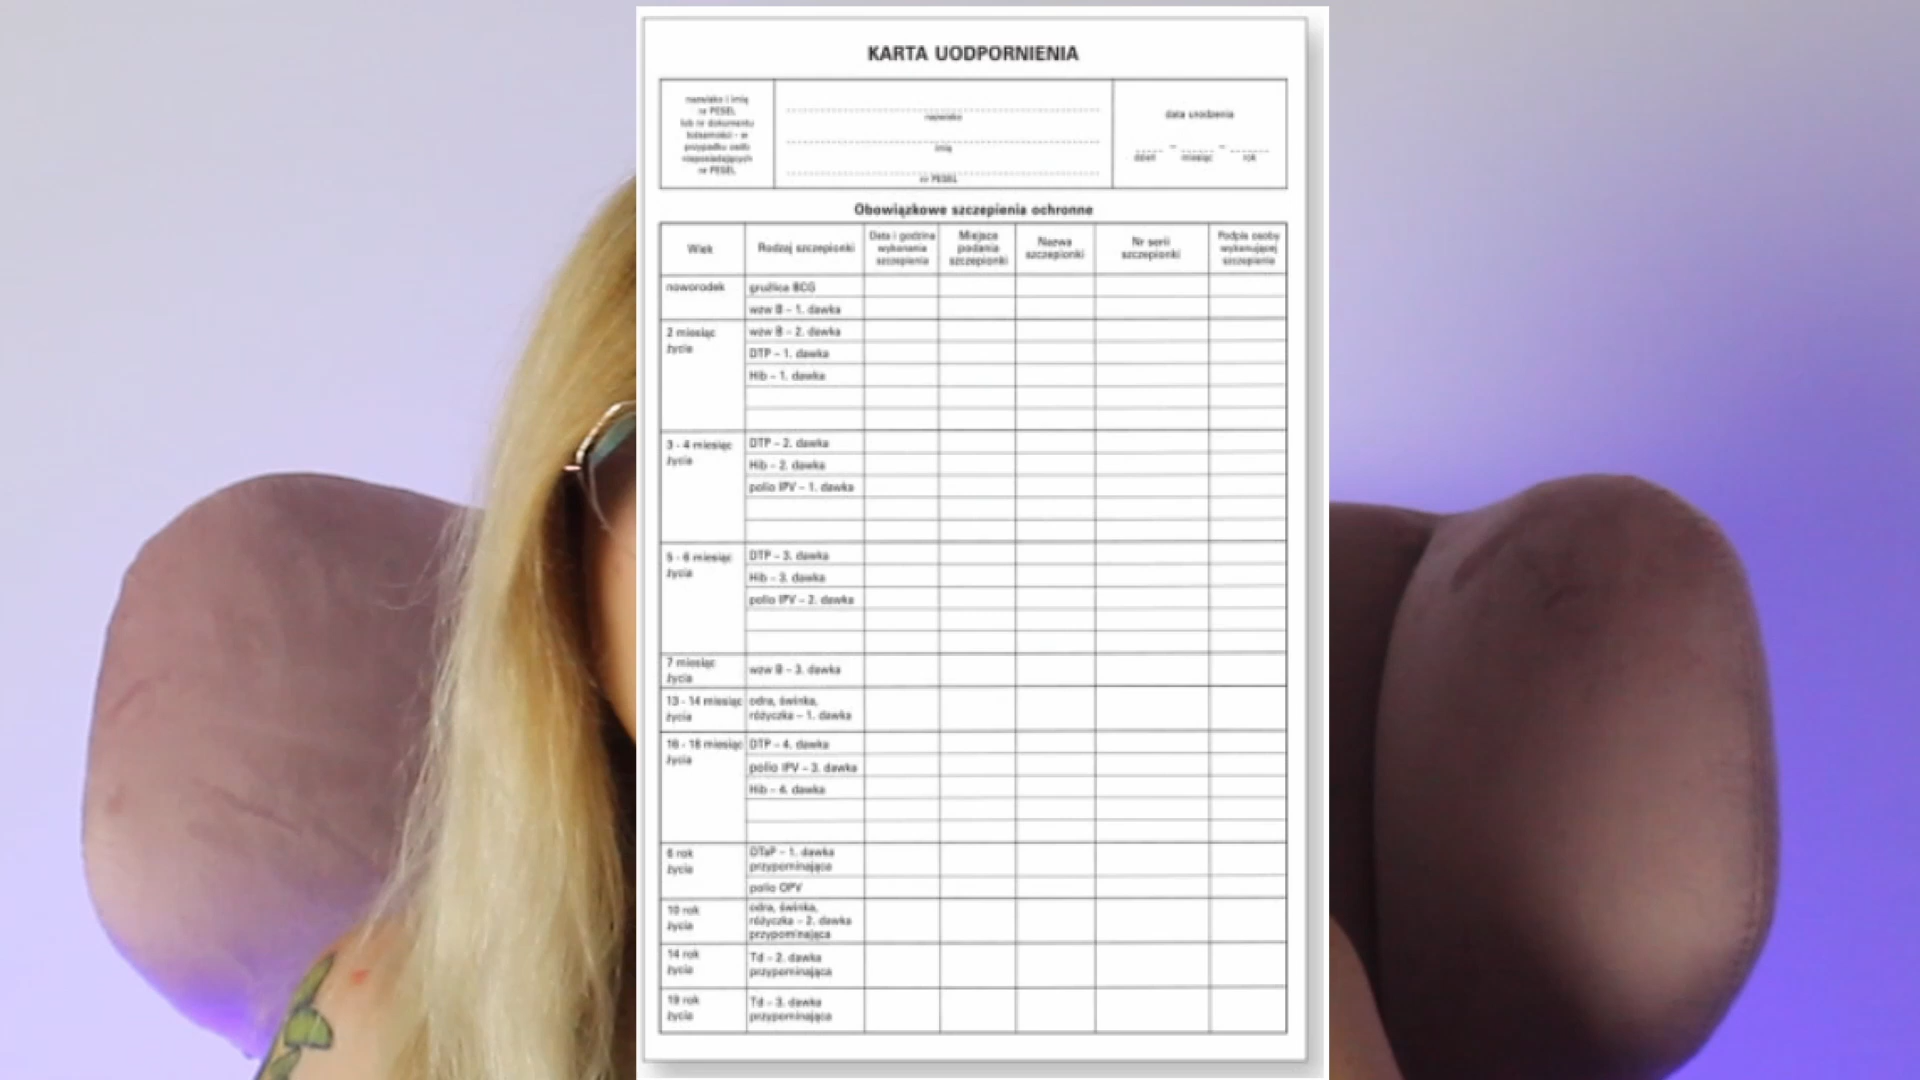 KARTA UODPORNIENIA
nazwisko i imię
nr PESEL
lub nr dokumentu
tożsamości - w
przypadku osób
nieposiadających
nr PESEL
nazwisko
imię
nr PESEL
data urodzenia
dzień miesiąc rok
Obowiązkowe szczepienia ochronne
Wiek
Rodzaj szczepionki
Data i godzina
wykonania
szczepienia
Miejsce
podania
szczepionki
Nazwa
szczepionki
Nr serii
szczepionki
Podpis osoby
wykonującej
szczepienie
noworodek
gruźlica BCG
wzw B - 1. dawka
2 miesiąc
życia
wzw B - 2. dawka
DTP - 1. dawka
Hib - 1. dawka
3 - 4 miesiąc
życia
DTP - 2. dawka
Hib - 2. dawka
polio IPV - 1. dawka
5 - 6 miesiąc
życia
DTP - 3. dawka
Hib - 3. dawka
polio IPV - 2. dawka
7 miesiąc
życia
wzw B - 3. dawka
13 - 14 miesiąc
życia
odra, świnka,
różyczka - 1. dawka
16 - 18 miesiąc
życia
DTP - 4. dawka
polio IPV - 3. dawka
Hib - 4. dawka
6 rok
życia
DTaP - 1. dawka
przypominająca
polio OPV
10 rok
życia
odra, świnka,
różyczka - 2. dawka
przypominająca
14 rok
życia
Td - 2. dawka
przypominająca
19 rok
życia
Td - 3. dawka
przypominająca